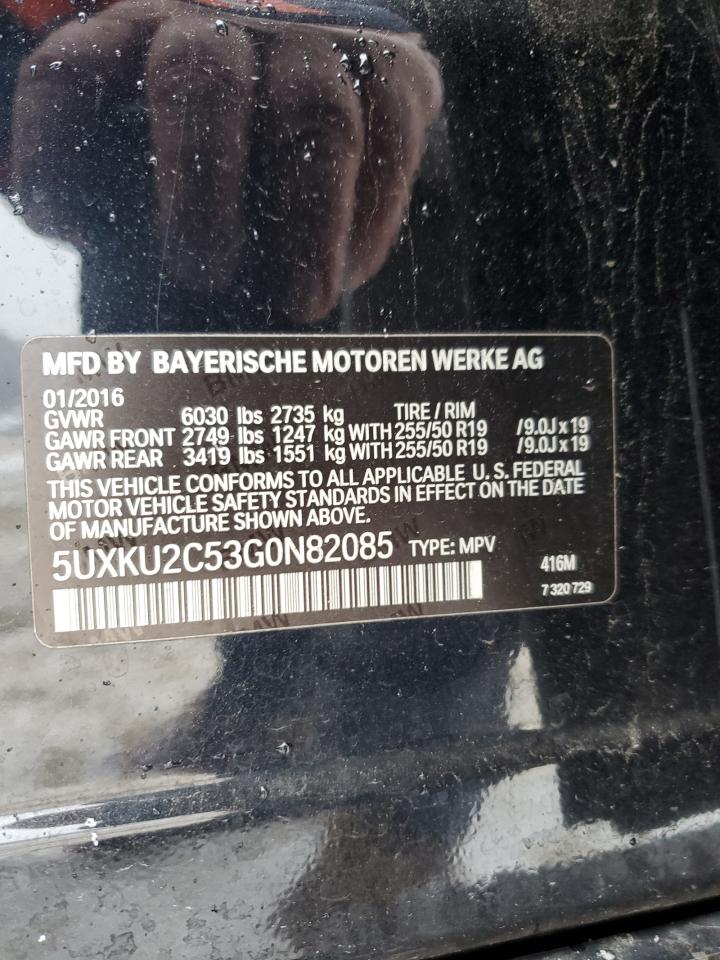 MFD BY BAYERISCHE MOTOREN WERKE AG
01/2016
GVWR 6030 lbs 2735 kg TIRE / RIM
GAWR FRONT 2749 lbs 1247 kg WITH 255/50 R19 /9.0J x 19
GAWR REAR 3419 lbs 1551 kg WITH 255/50 R19 /9.0J x 19
THIS VEHICLE CONFORMS TO ALL APPLICABLE U.S. FEDERAL
MOTOR VEHICLE SAFETY STANDARDS IN EFFECT ON THE DATE
OF MANUFACTURE SHOWN ABOVE.
5UXKU2C53G0N82085 TYPE: MPV
416M
7 320 729